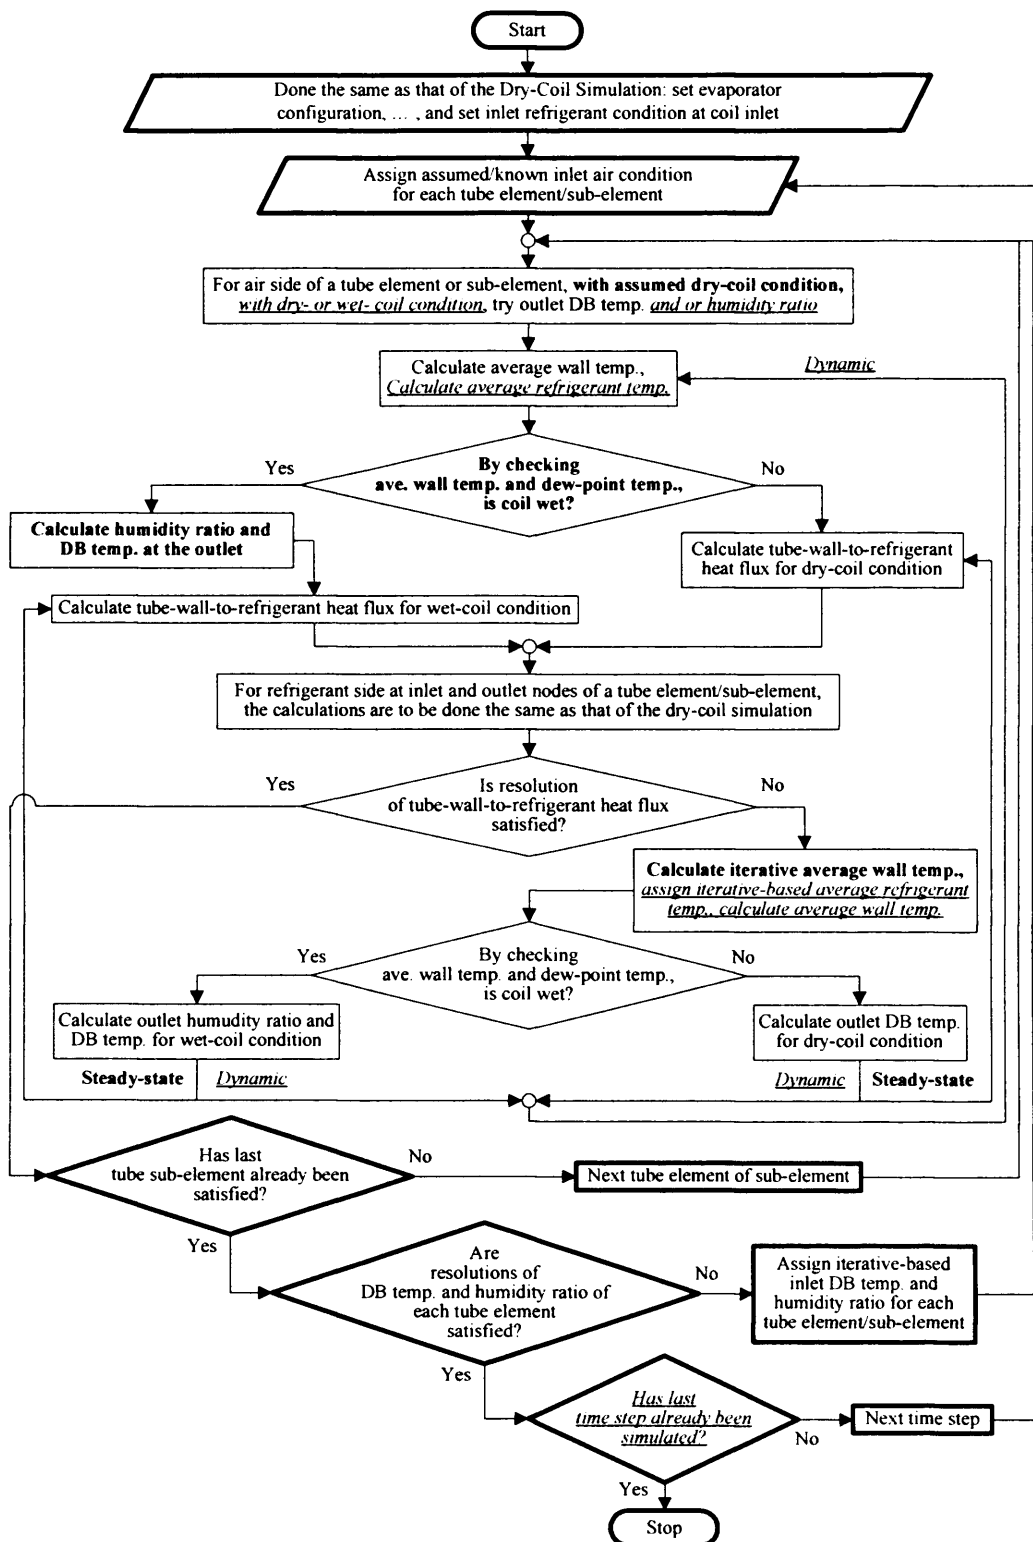 Start
Done the same as that of the Dry-Coil Simulation: set evaporator
configuration, ... , and set inlet refrigerant condition at coil inlet
Assign assumed/known inlet air condition
for each tube element/sub-element
For air side of a tube element or sub-element, with assumed dry-coil condition,
with dry- or wet- coil condition, try outlet DB temp. and or humidity ratio
Calculate average wall temp.,
Calculate average refrigerant temp.
Dynamic
Yes
By checking
ave. wall temp. and dew-point temp.,
is coil wet?
No
Calculate humidity ratio and
DB temp. at the outlet
Calculate tube-wall-to-refrigerant
heat flux for dry-coil condition
Calculate tube-wall-to-refrigerant heat flux for wet-coil condition
For refrigerant side at inlet and outlet nodes of a tube element/sub-element,
the calculations are to be done the same as that of the dry-coil simulation
Yes
Is resolution
of tube-wall-to-refrigerant heat flux
satisfied?
No
Calculate iterative average wall temp.,
assign iterative-based average refrigerant
temp., calculate average wall temp.
Yes
By checking
ave. wall temp. and dew-point temp.,
is coil wet?
No
Calculate outlet humudity ratio and
DB temp. for wet-coil condition
Calculate outlet DB temp.
for dry-coil condition
Steady-state Dynamic
Dynamic Steady-state
Has last
tube sub-element already been
satisfied?
No
Next tube element of sub-element
Yes
Are
resolutions of
DB temp. and humidity ratio of
each tube element
satisfied?
No
Assign iterative-based
inlet DB temp. and
humidity ratio for each
tube element/sub-element
Yes
Has last
time step already been
simulated?
No
Next time step
Yes
Stop